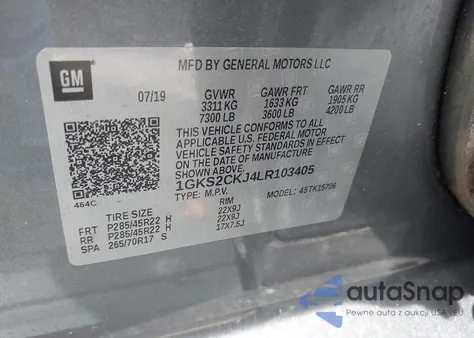 GM
MFD BY GENERAL MOTORS LLC
07/19
GVWR GAWR FRT GAWR RR
3311 KG 1633 KG 1905 KG
7300 LB 3600 LB 4200 LB
THIS VEHICLE CONFORMS TO ALL
APPLICABLE U.S. FEDERAL MOTOR
VEHICLE SAFETY STANDARDS IN EFFECT
ON THE DATE OF MANUFACTURE
SHOWN ABOVE.
1GKS2CKJ4LR103405
TYPE: M.P.V. MODEL: 4STK15706
464C
TIRE SIZE RIM
FRT P285/45R22 H 22X9J
RR P285/45R22 H 22X9J
SPA 265/70R17 S 17X7.5J
autoSnap
Pewne auta z aukcji USA